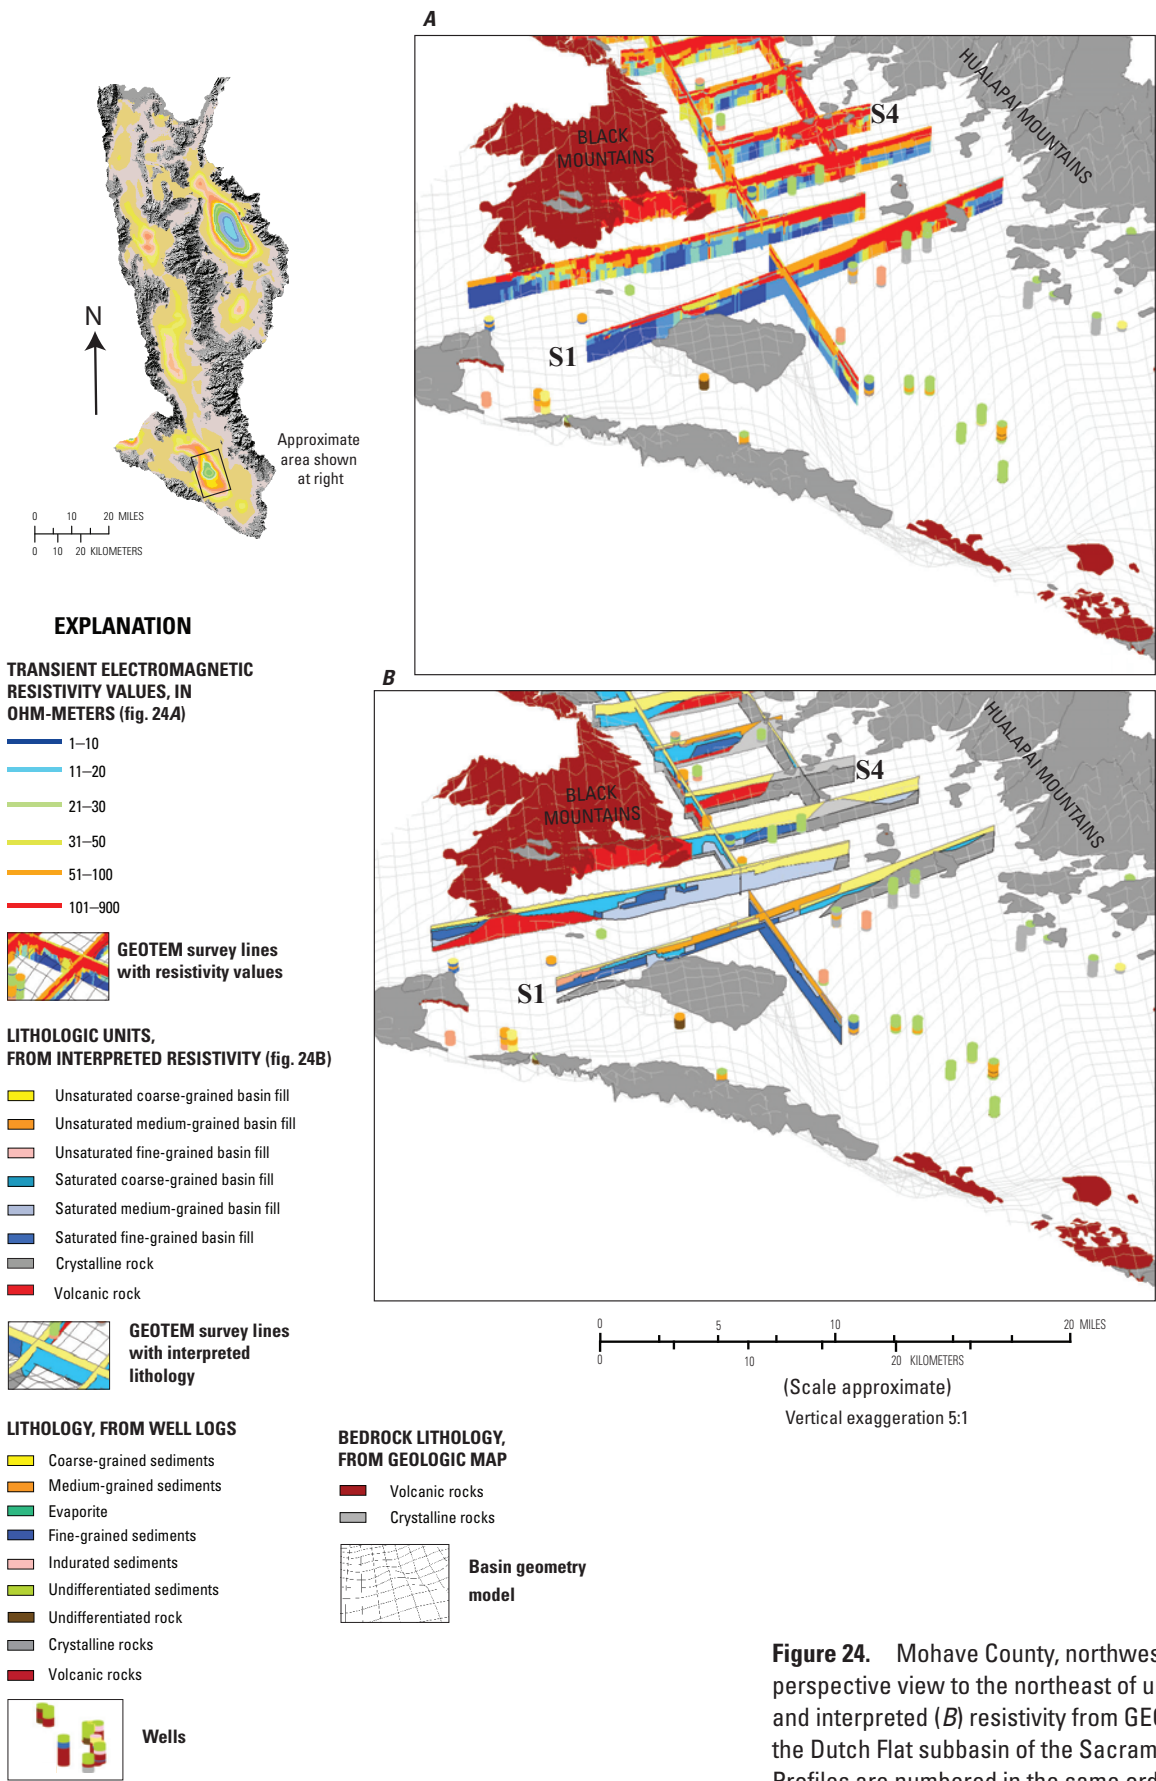 A
HUALAPAI MOUNTAINS
BLACK
MOUNTAINS
S4
S1
N
Approximate
area shown
at right
0 10 20 MILES
0 10 20 KILOMETERS
EXPLANATION
TRANSIENT ELECTROMAGNETIC
RESISTIVITY VALUES, IN
OHM-METERS (fig. 24A)
1–10
11–20
21–30
31–50
51–100
101–900
GEOTEM survey lines
with resistivity values
LITHOLOGIC UNITS,
FROM INTERPRETED RESISTIVITY (fig. 24B)
Unsaturated coarse-grained basin fill
Unsaturated medium-grained basin fill
Unsaturated fine-grained basin fill
Saturated coarse-grained basin fill
Saturated medium-grained basin fill
Saturated fine-grained basin fill
Crystalline rock
Volcanic rock
GEOTEM survey lines
with interpreted
lithology
LITHOLOGY, FROM WELL LOGS
Coarse-grained sediments
Medium-grained sediments
Evaporite
Fine-grained sediments
Indurated sediments
Undifferentiated sediments
Undifferentiated rock
Crystalline rocks
Volcanic rocks
Wells
B
HUALAPAI MOUNTAINS
BLACK
MOUNTAINS
S4
S1
0 5 10 20 MILES
0 10 20 KILOMETERS
(Scale approximate)
Vertical exaggeration 5:1
BEDROCK LITHOLOGY,
FROM GEOLOGIC MAP
Volcanic rocks
Crystalline rocks
Basin geometry
model
Figure 24. Mohave County, northwes
perspective view to the northeast of u
and interpreted (B) resistivity from GEO
the Dutch Flat subbasin of the Sacram
Profiles are numbered in the same ord